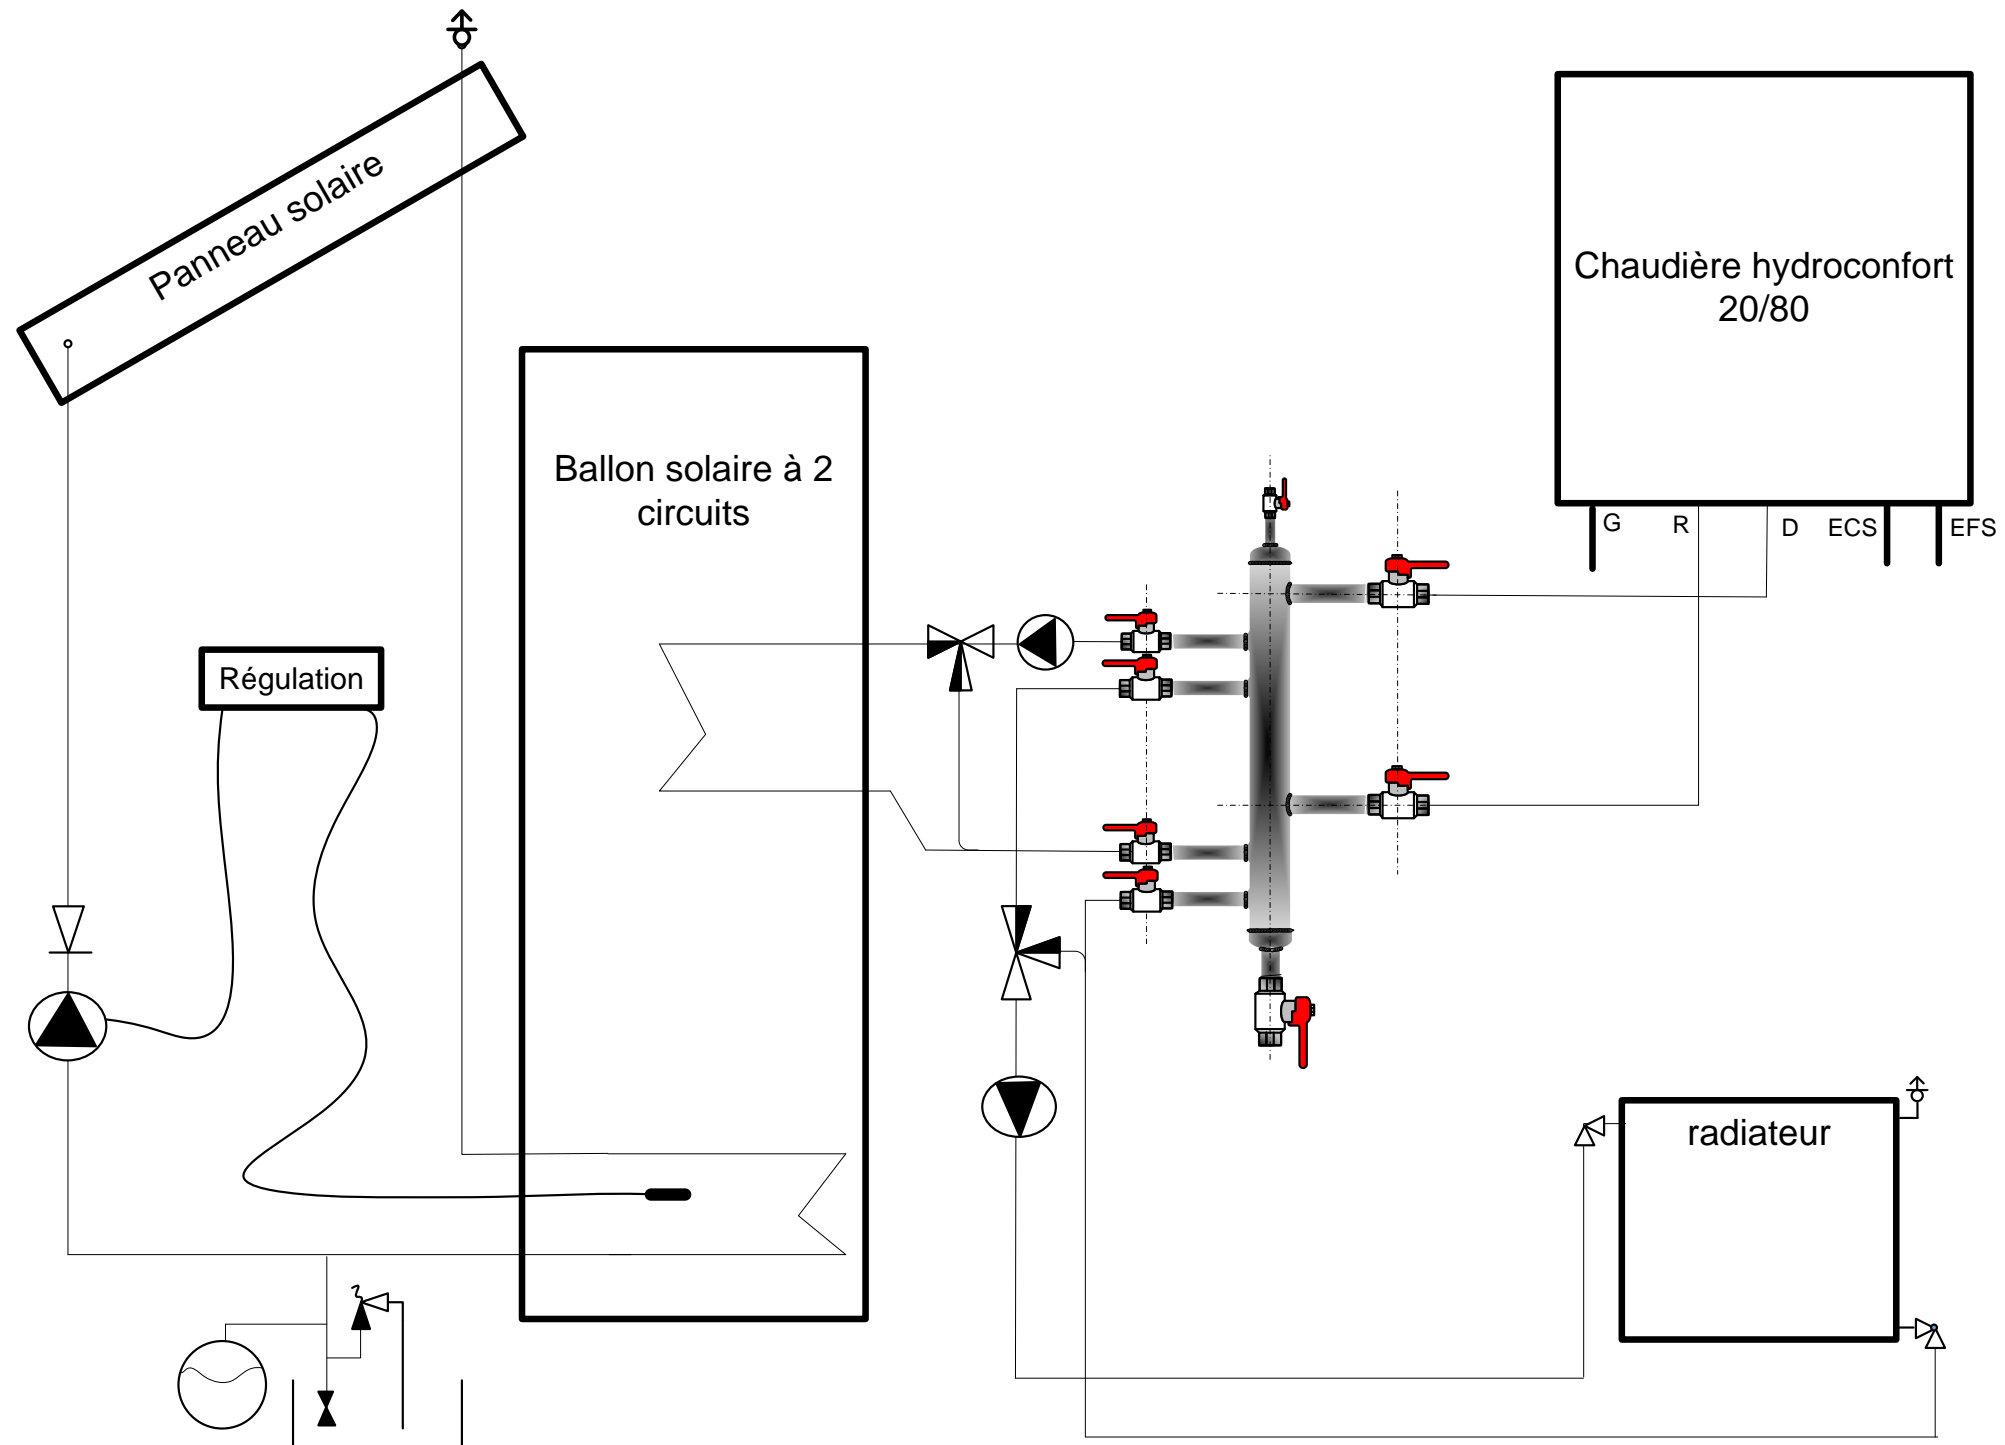 Panneau solaire
Chaudière hydroconfort
20/80
Ballon solaire à 2
circuits
G
R
D
ECS
EFS
Régulation
radiateur